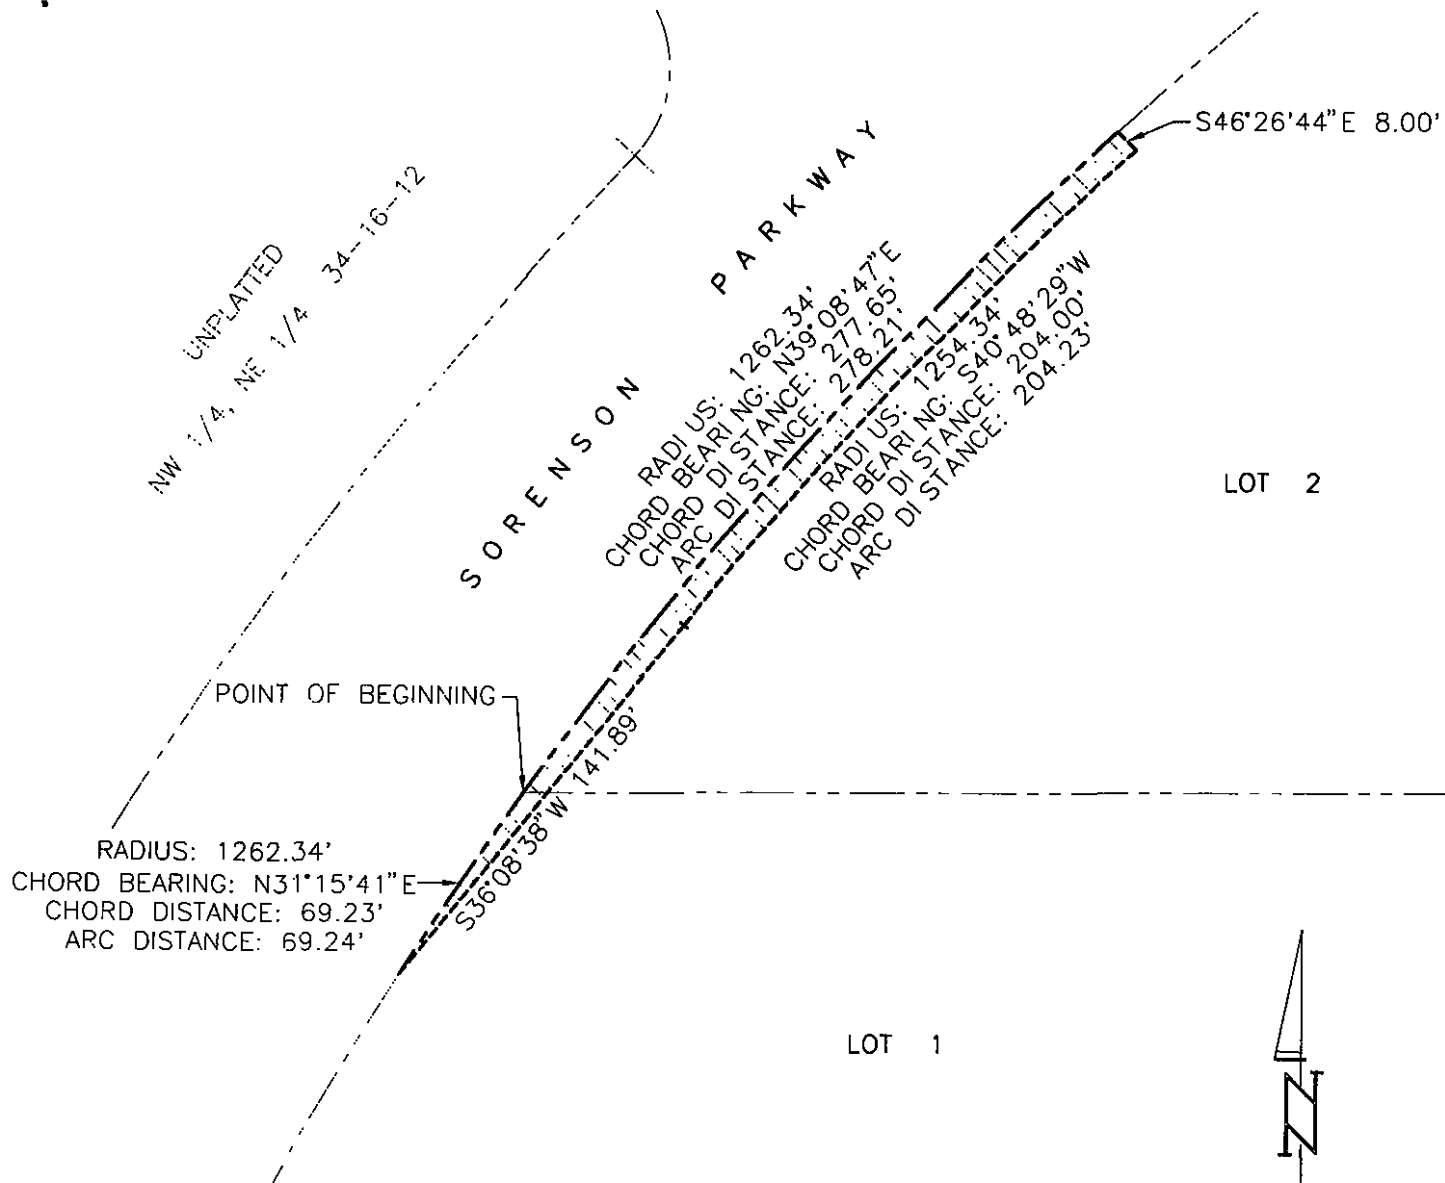 S46°26'44"E 8.00'
UNPLATTED
NW 1/4, NE 1/4 34-16-12
SORENSON PARKWAY
RADIUS: 1262.34'
CHORD BEARING: N39°08'47"E
CHORD DISTANCE: 277.65'
ARC DISTANCE: 278.21'
RADIUS: 1254.34'
CHORD BEARING: S40°48'29"W
CHORD DISTANCE: 204.00'
ARC DISTANCE: 204.23'
LOT 2
POINT OF BEGINNING
S36°08'38"W 141.89'
RADIUS: 1262.34'
CHORD BEARING: N31°15'41"E
CHORD DISTANCE: 69.23'
ARC DISTANCE: 69.24'
LOT 1
N